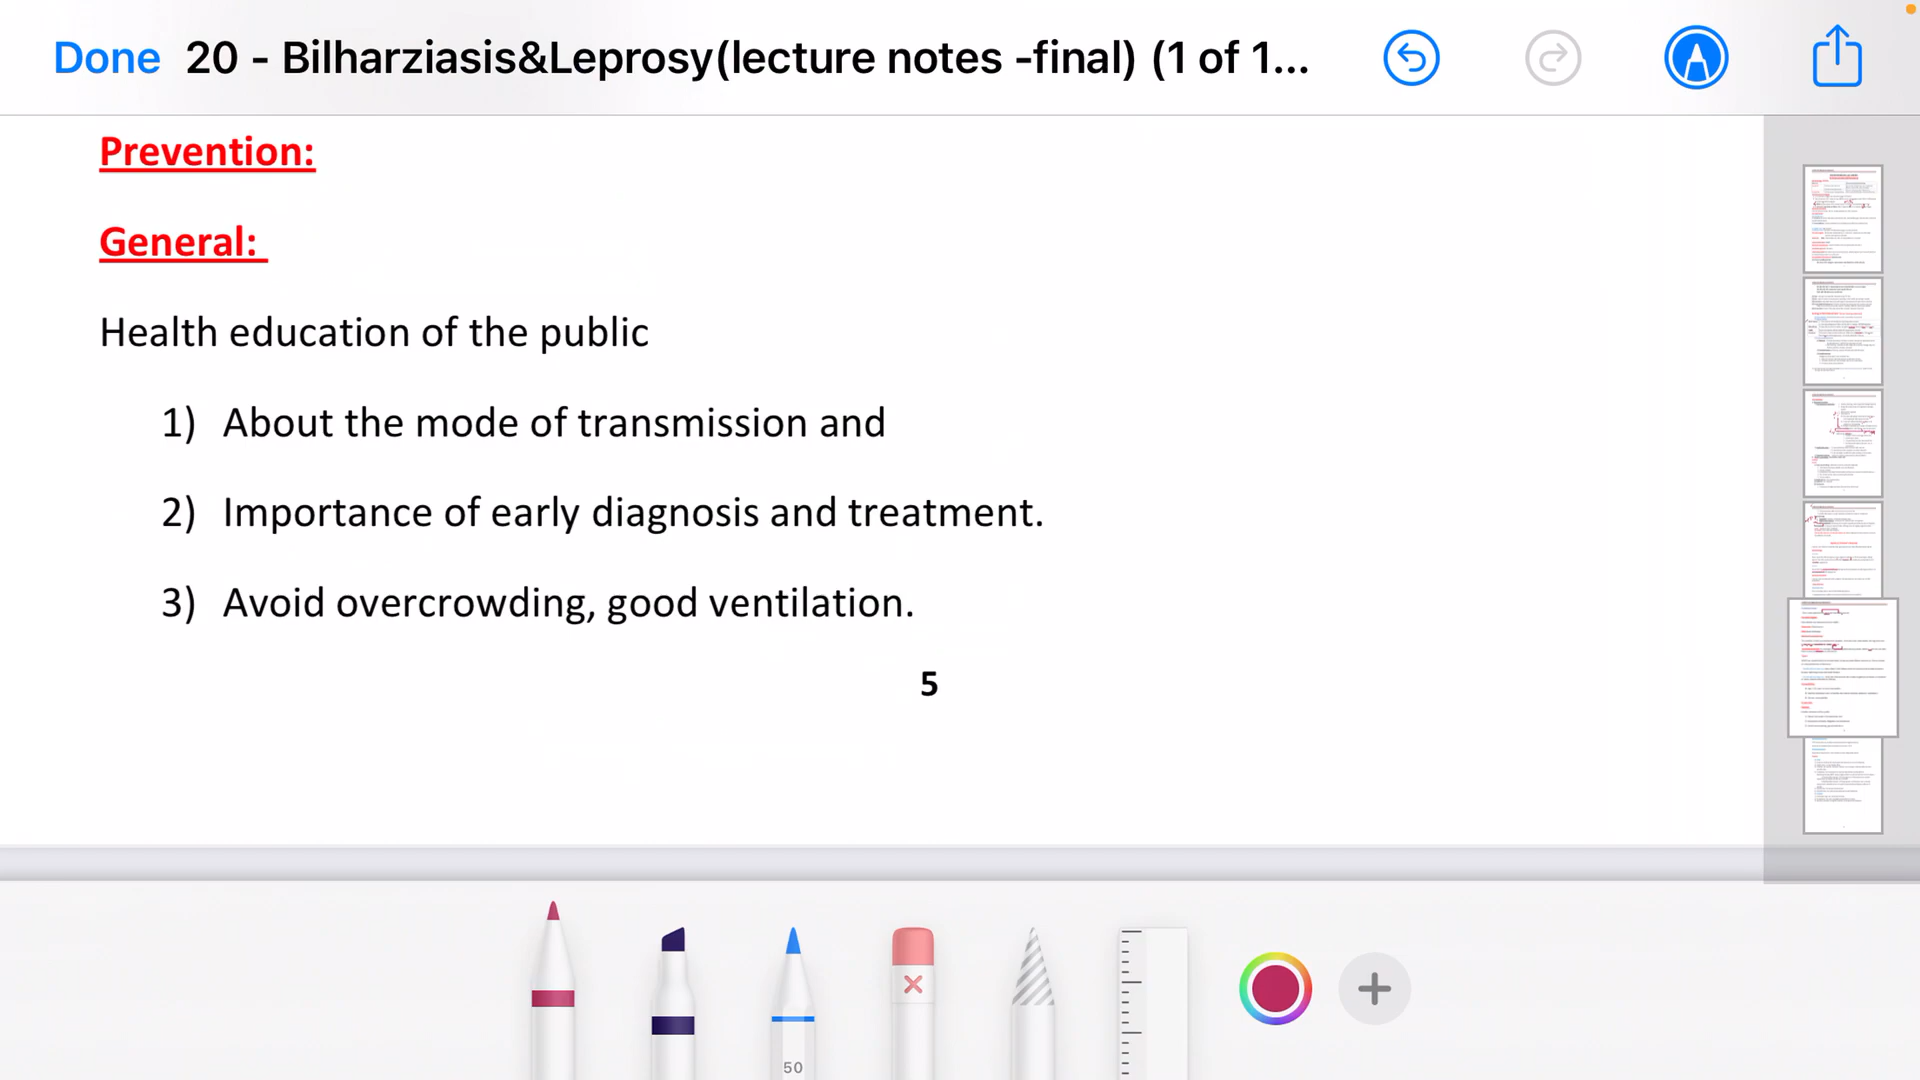 Done 20 - Bilharziasis&Leprosy(lecture notes -final) (1 of 1...
Prevention:
General:
Health education of the public
1) About the mode of transmission and
2) Importance of early diagnosis and treatment.
3) Avoid overcrowding, good ventilation.
5
50